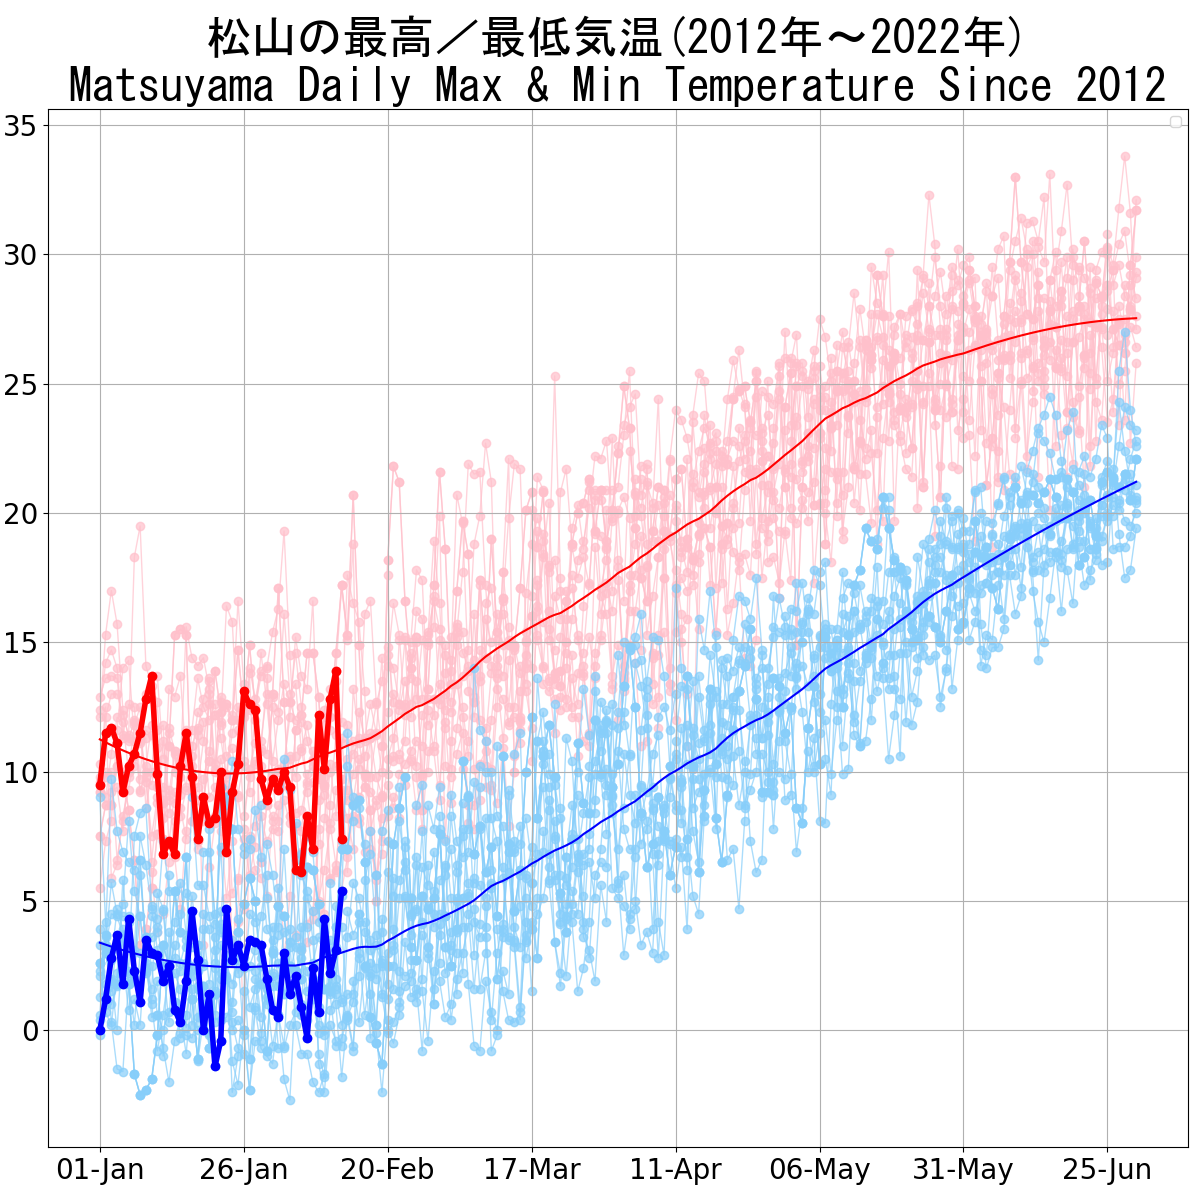 松山の最高／最低気温(2012年～2022年)
Matsuyama Daily Max & Min Temperature Since 2012
35
30
25
20
15
10
5
0
01-Jan 26-Jan 20-Feb 17-Mar 11-Apr 06-May 31-May 25-Jun